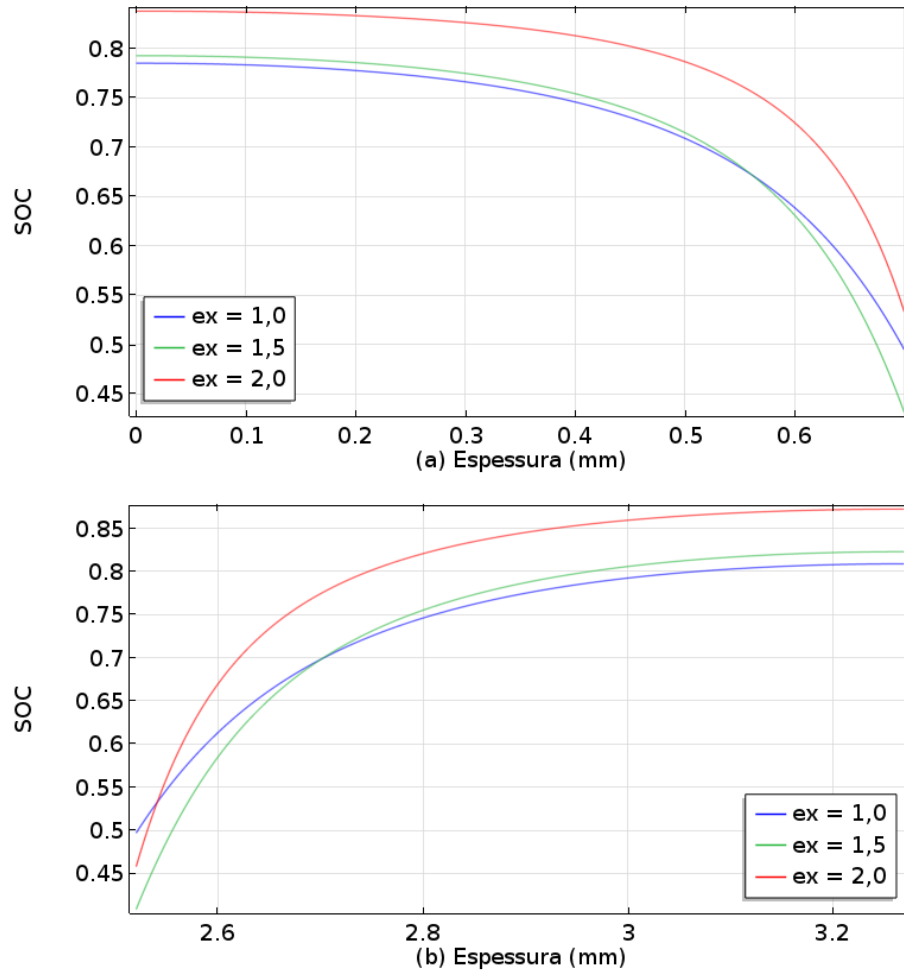 0.8
0.75
0.7
0.65
0.6
0.55
0.5
0.45
SOC
ex = 1,0
ex = 1,5
ex = 2,0
0 0.1 0.2 0.3 0.4 0.5 0.6
(a) Espessura (mm)
0.85
0.8
0.75
0.7
0.65
0.6
0.55
0.5
0.45
SOC
ex = 1,0
ex = 1,5
ex = 2,0
2.6 2.8 3 3.2
(b) Espessura (mm)